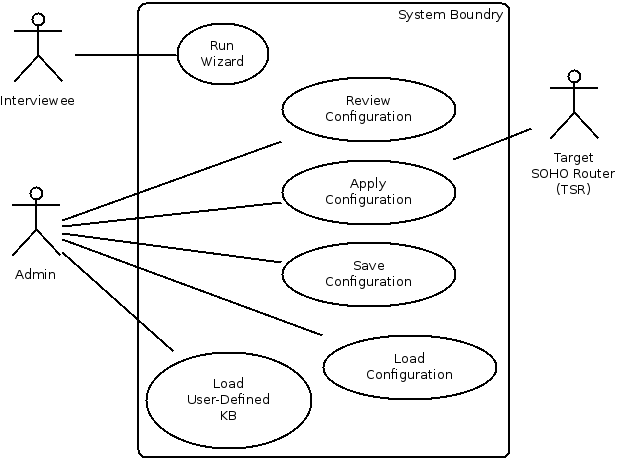 System Boundry
Run
Wizard
Interviewee
Review
Configuration
Target
SOHO Router
(TSR)
Apply
Configuration
Admin
Save
Configuration
Load
Configuration
Load
User-Defined
KB